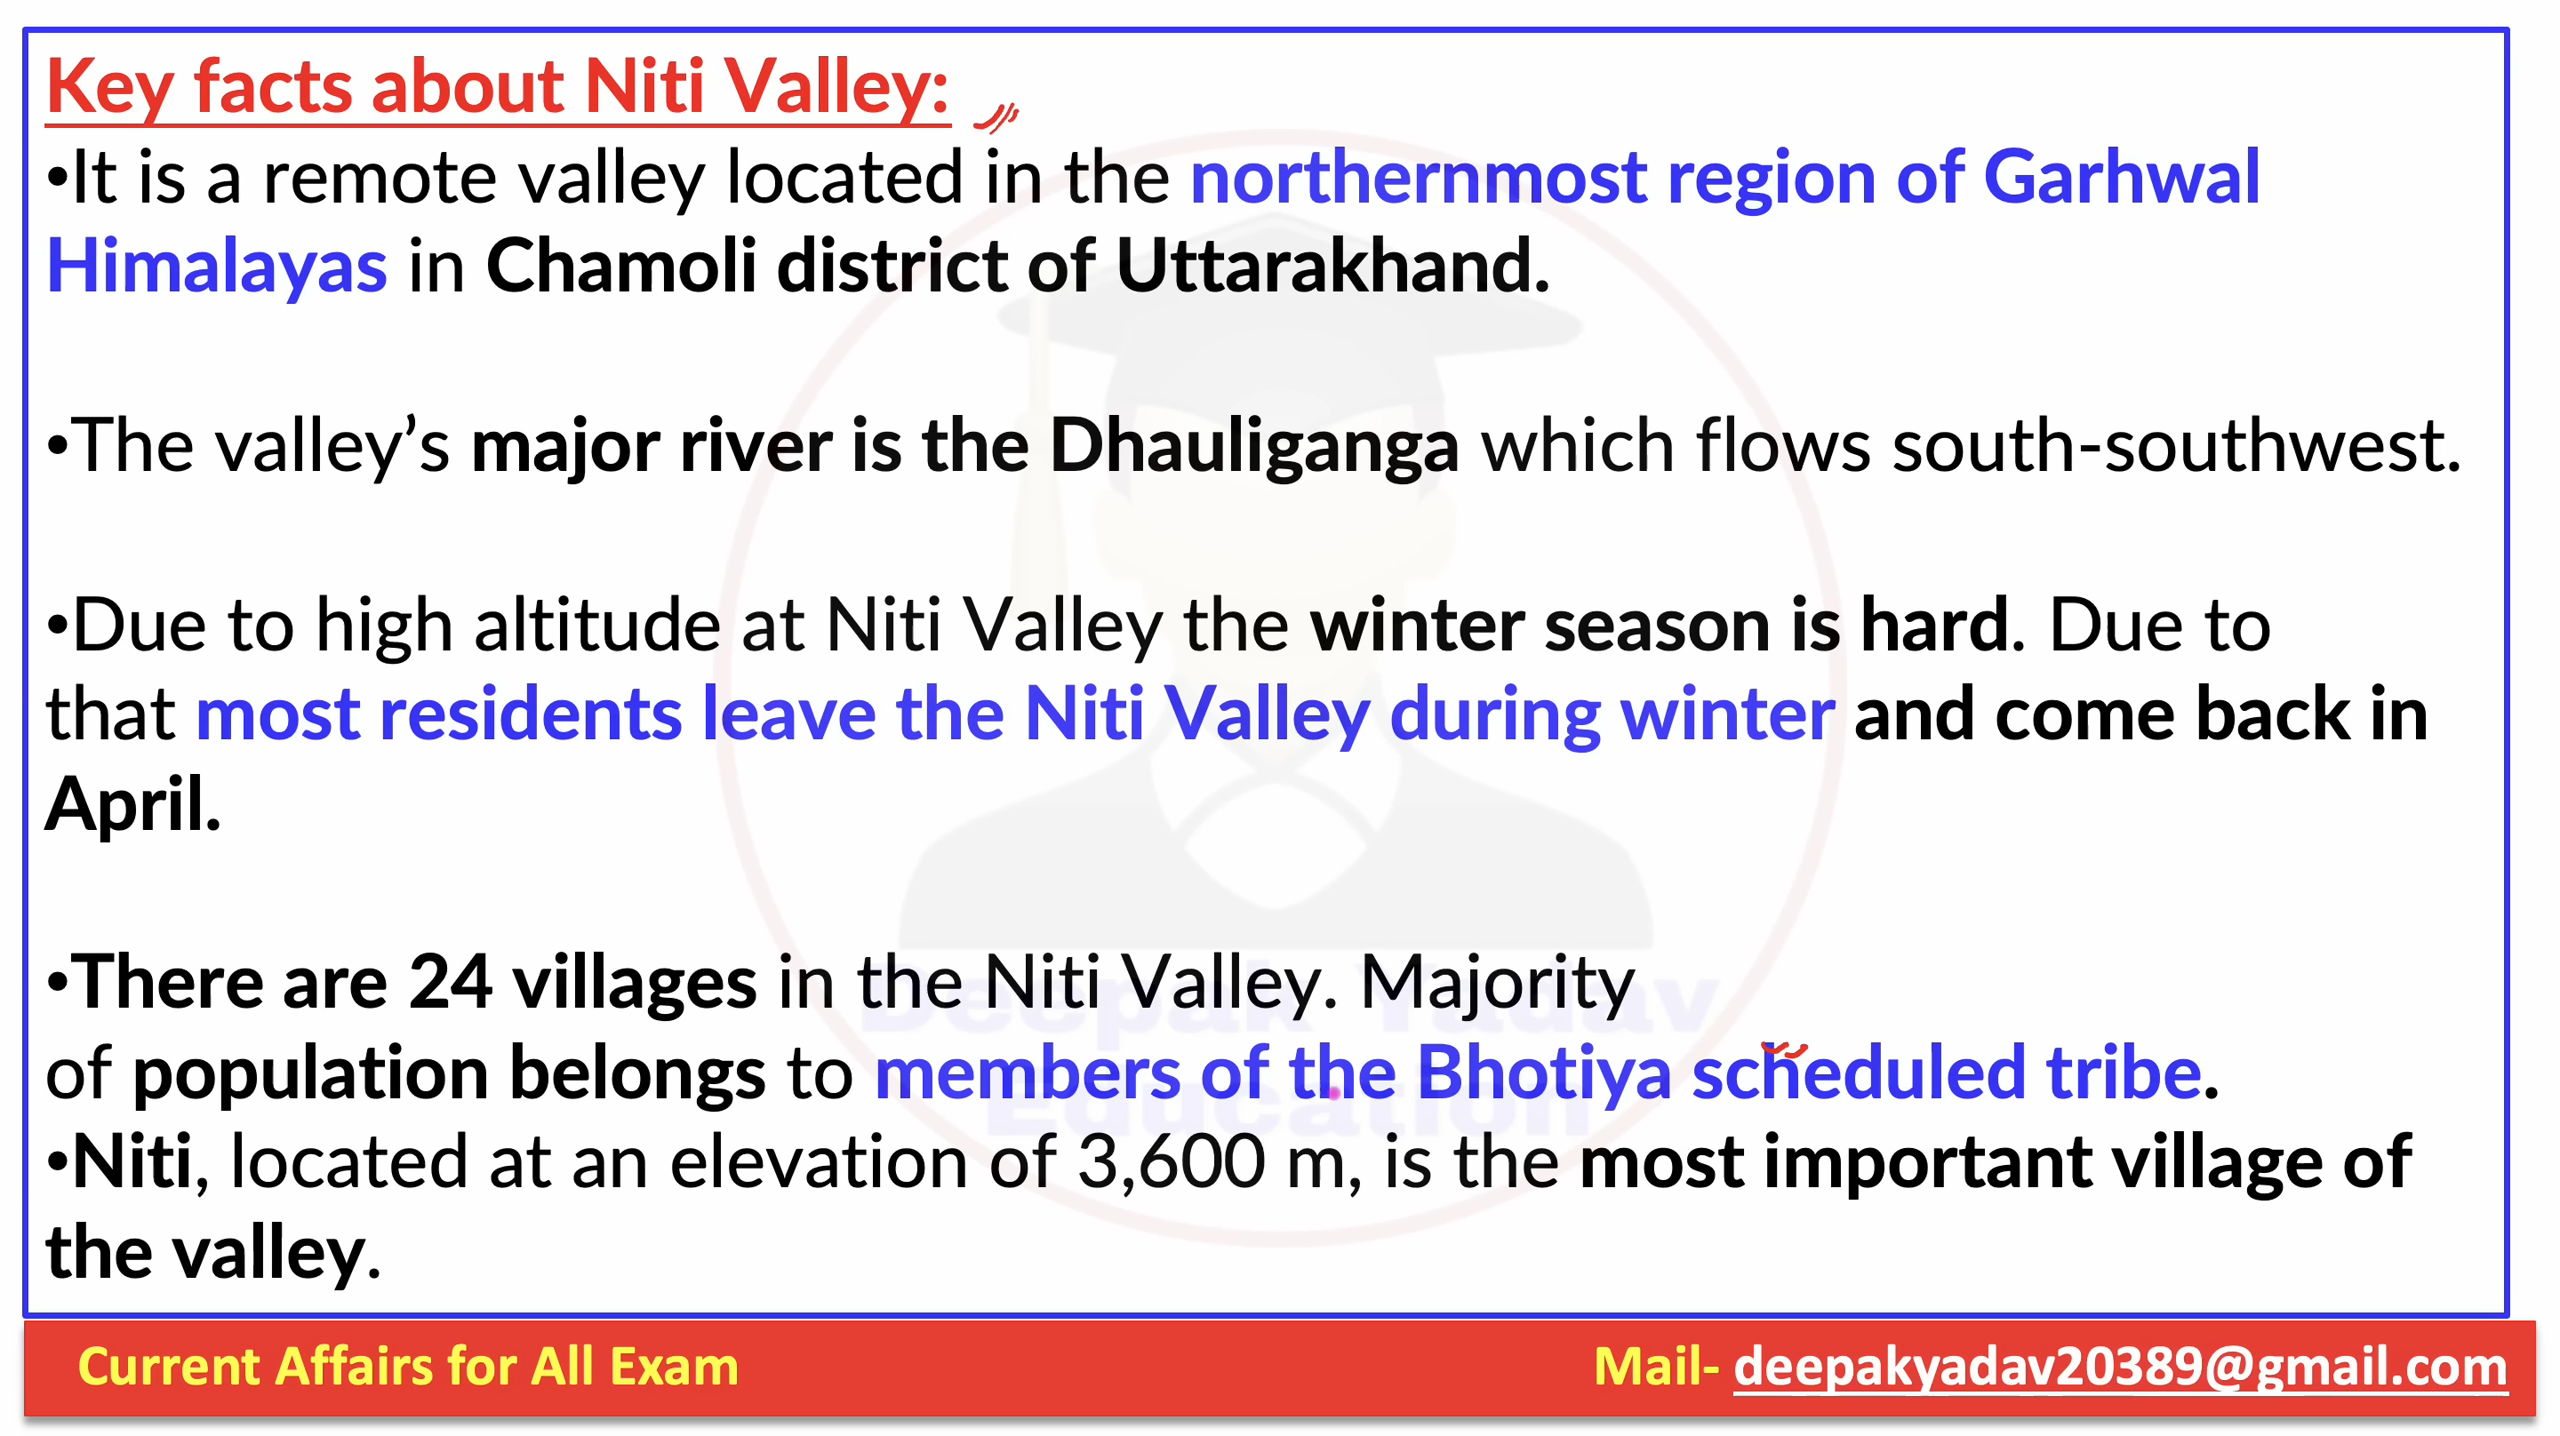 Key facts about Niti Valley:
•It is a remote valley located in the northernmost region of Garhwal
Himalayas in Chamoli district of Uttarakhand.
•The valley’s major river is the Dhauliganga which flows south-southwest.
•Due to high altitude at Niti Valley the winter season is hard. Due to
that most residents leave the Niti Valley during winter and come back in
April.
•There are 24 villages in the Niti Valley. Majority
of population belongs to members of the Bhotiya scheduled tribe.
•Niti, located at an elevation of 3,600 m, is the most important village of
the valley.
Deepak Yadav
Education
Current Affairs for All Exam
Mail- deepakyadav20389@gmail.com